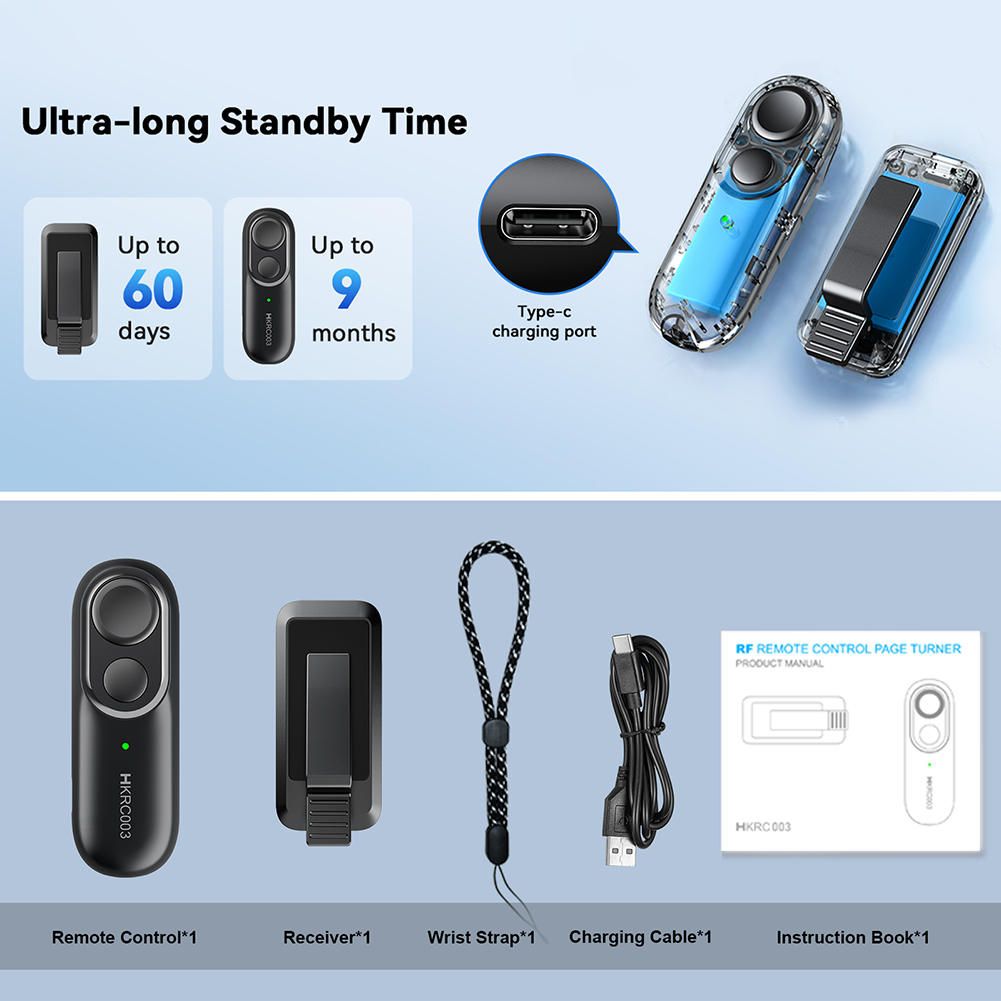 Ultra-long Standby Time
Up to
60
days
HKRC003
Up to
9
months
Type-c
charging port
HKRC003
RF REMOTE CONTROL PAGE TURNER
PRODUCT MANUAL
HKRC003
HKRC003
Remote Control*1
Receiver*1
Wrist Strap*1
Charging Cable*1
Instruction Book*1